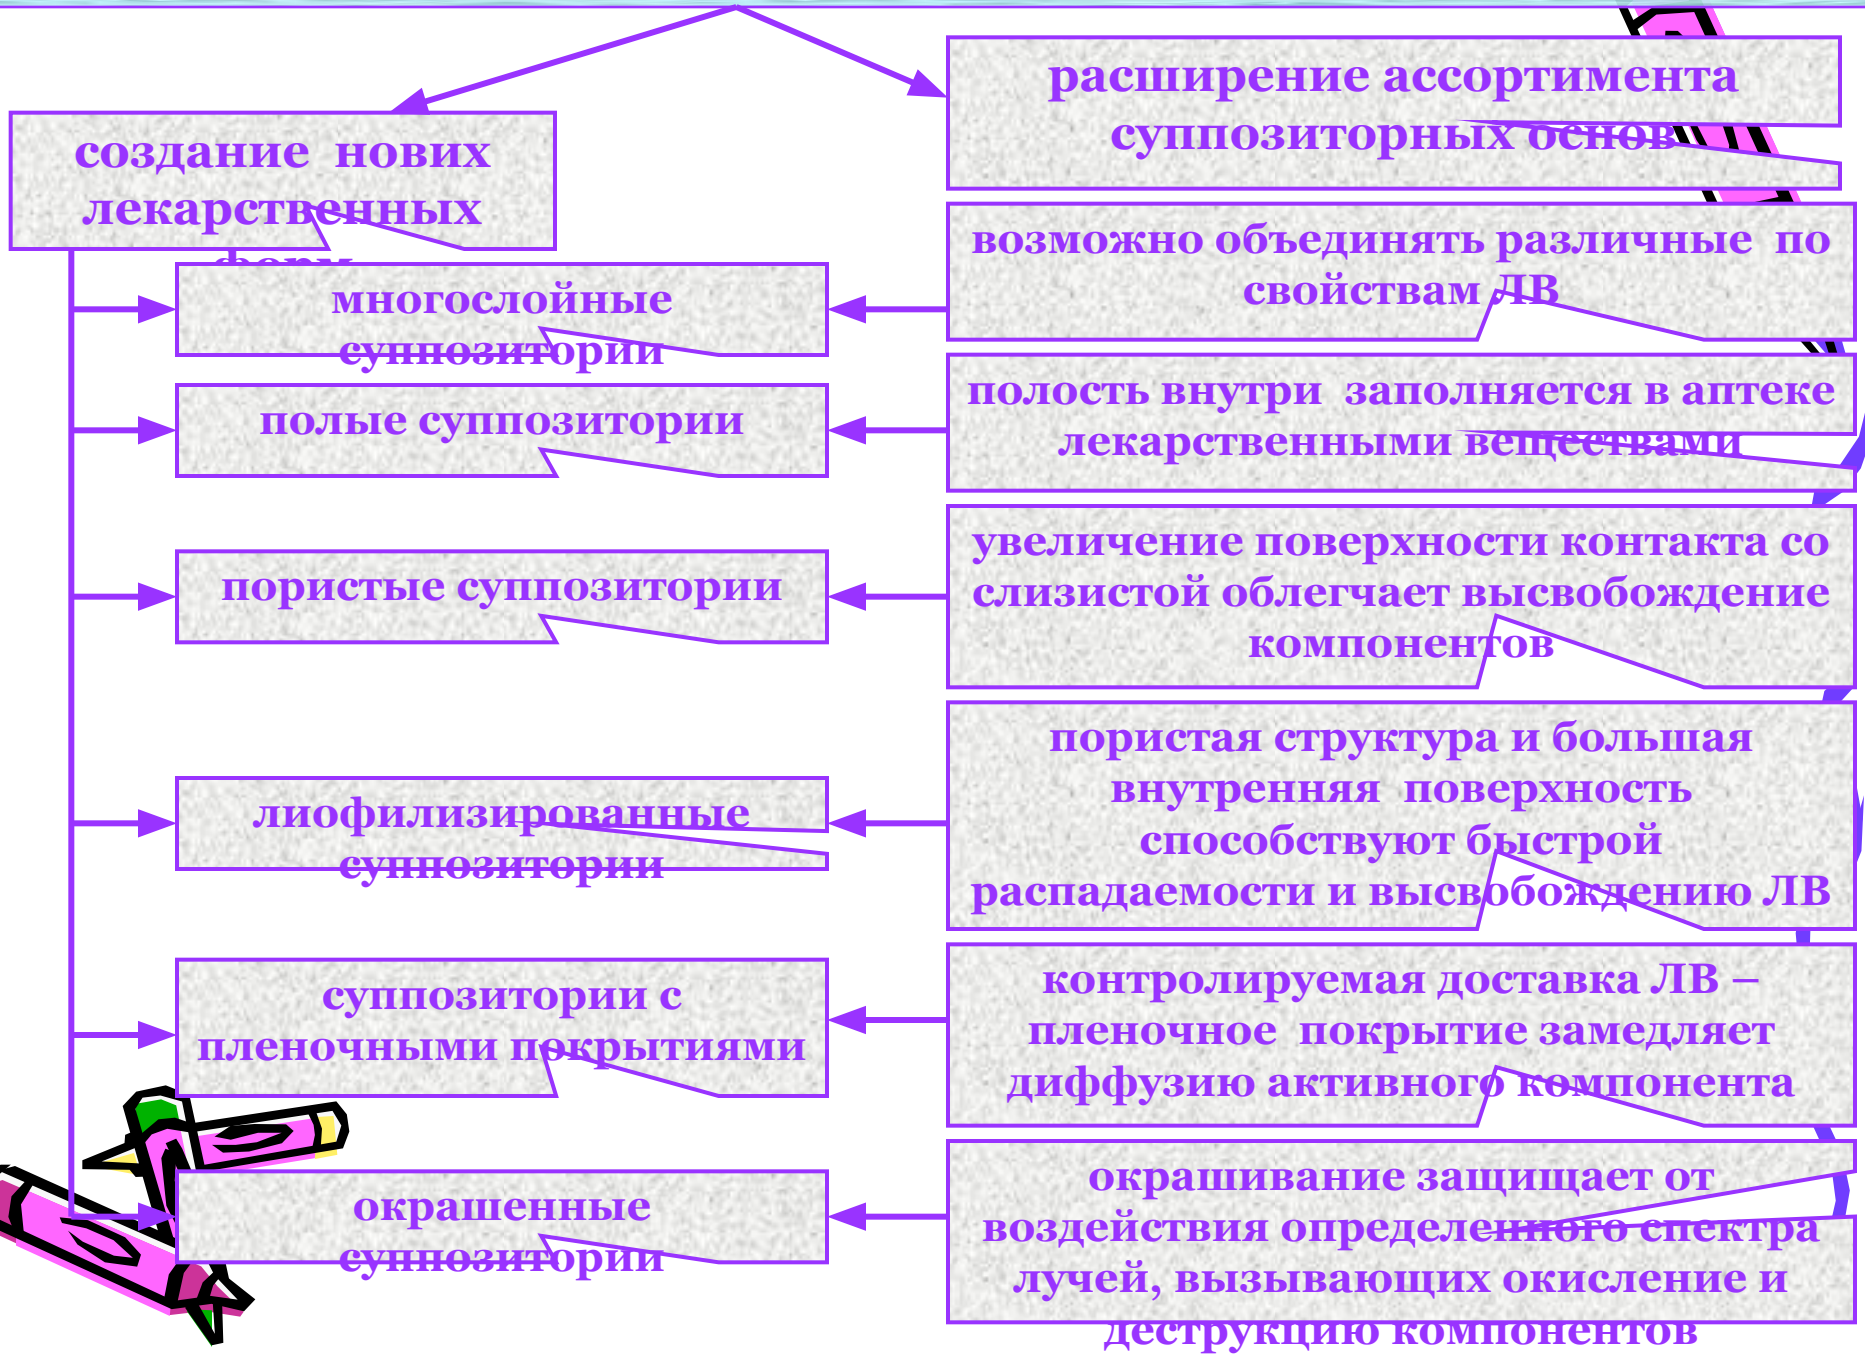 расширение ассортимента
суппозиторных основ
создание нових
лекарственных
форм
возможно объединять различные по
свойствам ЛВ
многослойные
суппозитории
полость внутри заполняется в аптеке
лекарственными веществами
полые суппозитории
увеличение поверхности контакта со
слизистой облегчает высвобождение
компонентов
пористые суппозитории
пористая структура и большая
внутренняя поверхность
способствуют быстрой
распадаемости и высвобождению ЛВ
лиофилизированные
суппозитории
контролируемая доставка ЛВ –
пленочное покрытие замедляет
диффузию активного компонента
суппозитории с
пленочными покрытиями
окрашивание защищает от
воздействия определенного спектра
лучей, вызывающих окисление и
деструкцию компонентов
окрашенные
суппозитории